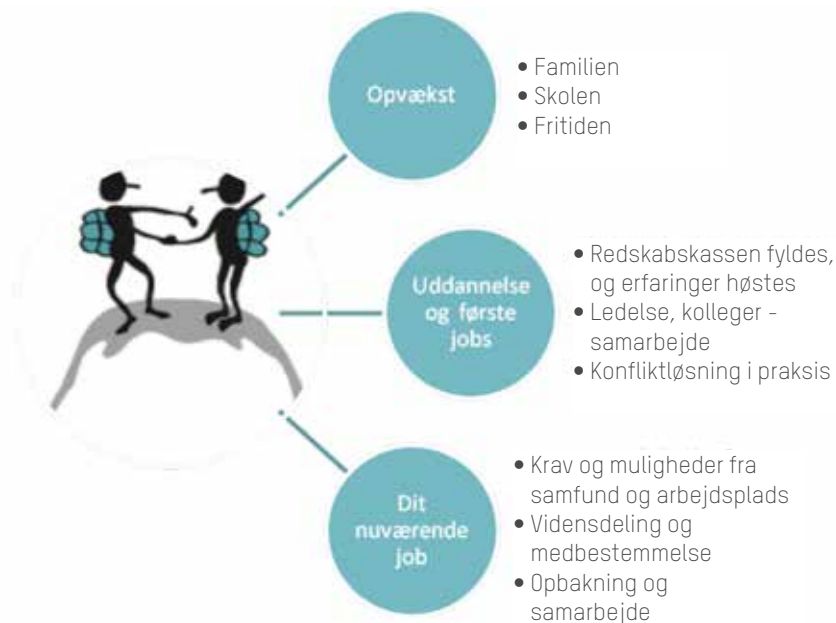 Opvækst
• Familien
• Skolen
• Fritiden
Uddannelse
og første
jobs
• Redskabskassen fyldes,
og erfaringer høstes
• Ledelse, kolleger -
samarbejde
• Konfliktløsning i praksis
Dit
nuværende
job
• Krav og muligheder fra
samfund og arbejdsplads
• Vidensdeling og
medbestemmelse
• Opbakning og
samarbejde